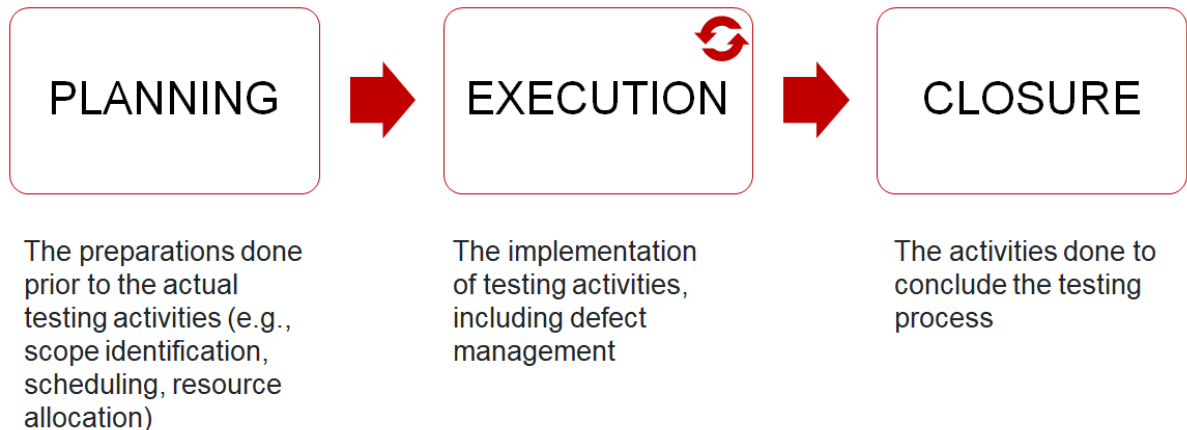 PLANNING
EXECUTION
CLOSURE
The preparations done
prior to the actual
testing activities (e.g.,
scope identification,
scheduling, resource
allocation)
The implementation
of testing activities,
including defect
management
The activities done to
conclude the testing
process